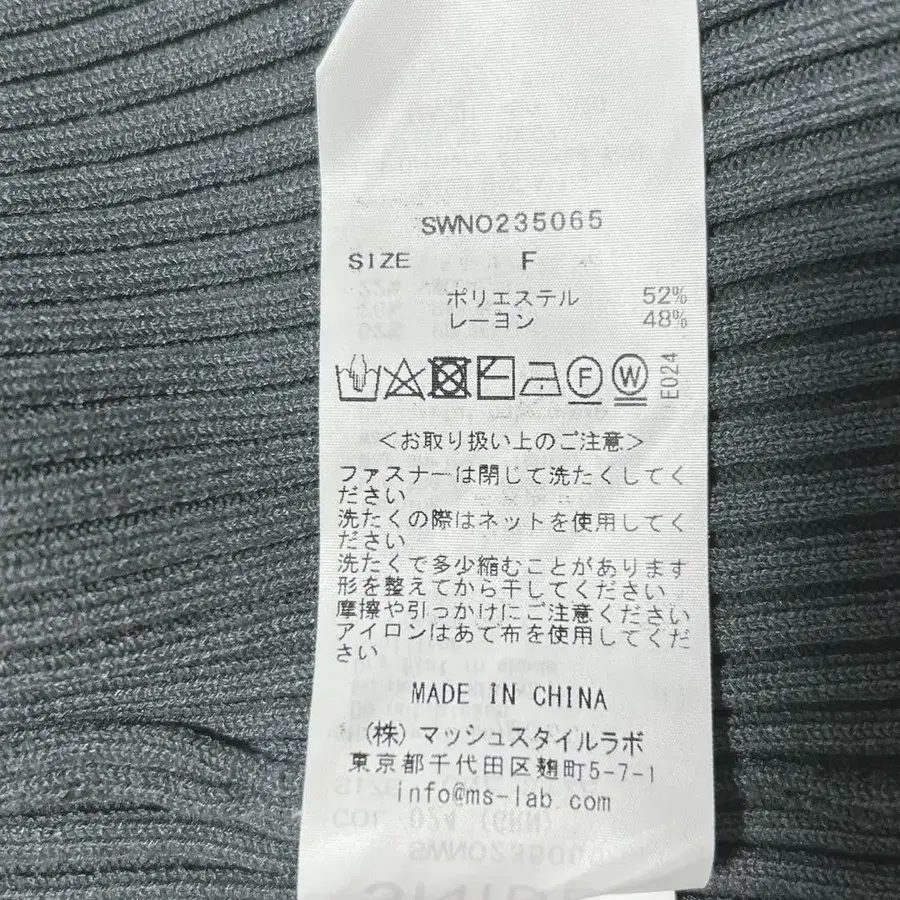 SWNO235065
SIZE F
ポリエステル 52%
レーヨン 48%
F W E024
<お取り扱い上のご注意>
ファスナーは閉じて洗たくしてく
ださい
洗たくの際はネットを使用してく
ださい
洗たくで多少縮むことがあります
形を整えてから干してください
摩擦や引っかけにご注意ください
アイロンはあて布を使用してくだ
さい
MADE IN CHINA
(株)マッシュスタイルラボ
東京都千代田区麹町5-7-1
info@ms-lab.com